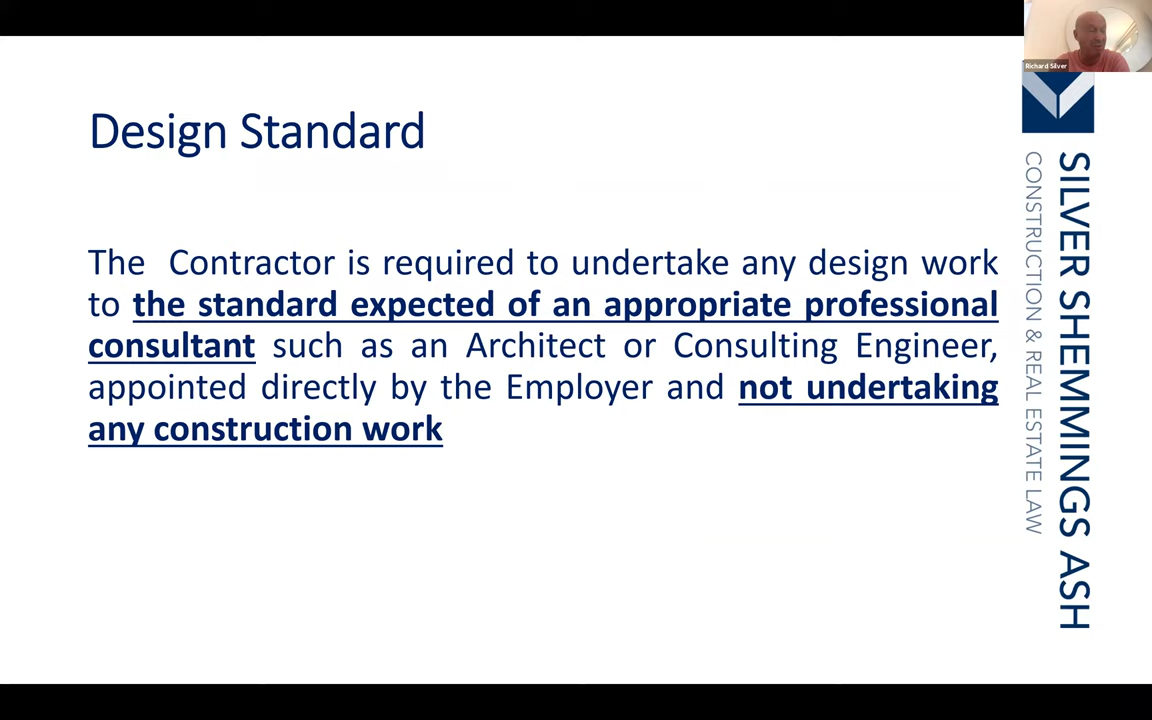 Richard Silver
Design Standard
The Contractor is required to undertake any design work
to the standard expected of an appropriate professional
consultant such as an Architect or Consulting Engineer,
appointed directly by the Employer and not undertaking
any construction work
SILVER SHEMMINGS ASH
CONSTRUCTION & REAL ESTATE LAW